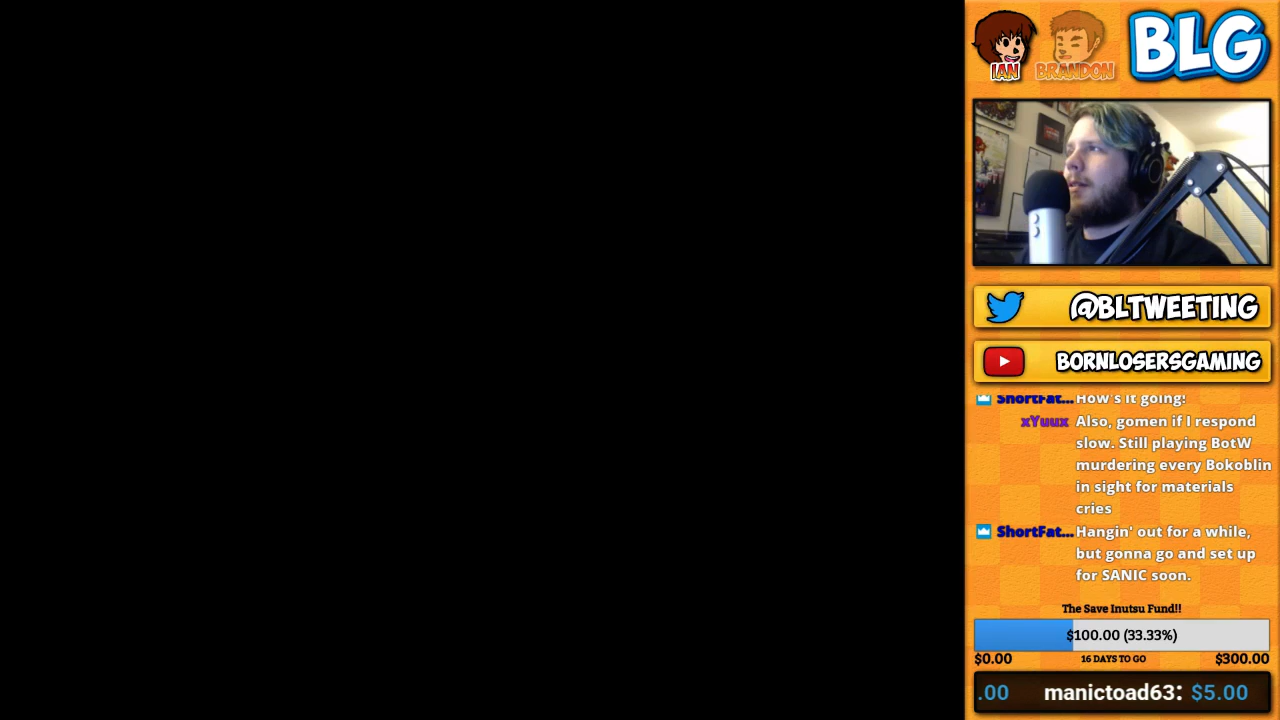 IAN
BRANDON
BLG
@BLTWEETING
BORNLOSERSGAMING
ShortFat... How's it going!
xYuux Also, gomen if I respond
slow. Still playing BotW
murdering every Bokoblin
in sight for materials
cries
ShortFat... Hangin' out for a while,
but gonna go and set up
for SANIC soon.
The Save Inutsu Fund!!
$100.00 (33.33%)
$0.00 16 DAYS TO GO $300.00
.00 manictoad63: $5.00